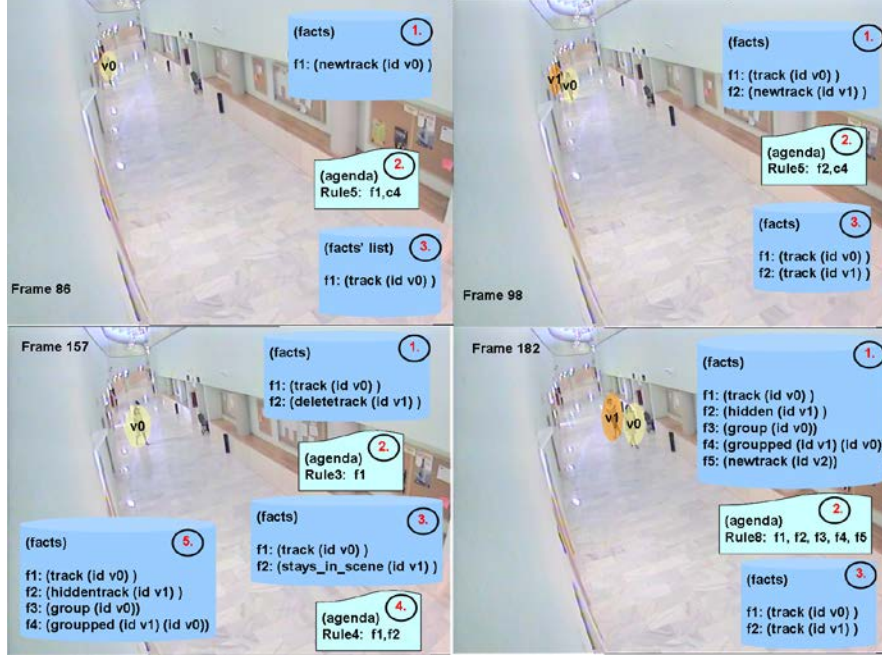 v0
(facts)
1.
f1: (newtrack (id v0) )
2.
(agenda)
Rule5: f1,c4
(facts' list)
3.
f1: (track (id v0) )
Frame 86
v1
v0
(facts)
1.
f1: (track (id v0) )
f2: (newtrack (id v1) )
2.
(agenda)
Rule5: f2,c4
(facts)
3.
f1: (track (id v0) )
f2: (track (id v1) )
Frame 98
Frame 157
v0
(facts)
1.
f1: (track (id v0) )
f2: (deletetrack (id v1) )
2.
(agenda)
Rule3: f1
(facts)
3.
f1: (track (id v0) )
f2: (stays_in_scene (id v1) )
4.
(agenda)
Rule4: f1,f2
(facts)
5.
f1: (track (id v0) )
f2: (hiddentrack (id v1) )
f3: (group (id v0))
f4: (groupped (id v1) (id v0))
Frame 182
v1
v0
(facts)
1.
f1: (track (id v0) )
f2: (hidden (id v1) )
f3: (group (id v0))
f4: (groupped (id v1) (id v0)
f5: (newtrack (id v2))
2.
(agenda)
Rule8: f1, f2, f3, f4, f5
(facts)
3.
f1: (track (id v0) )
f2: (track (id v1) )